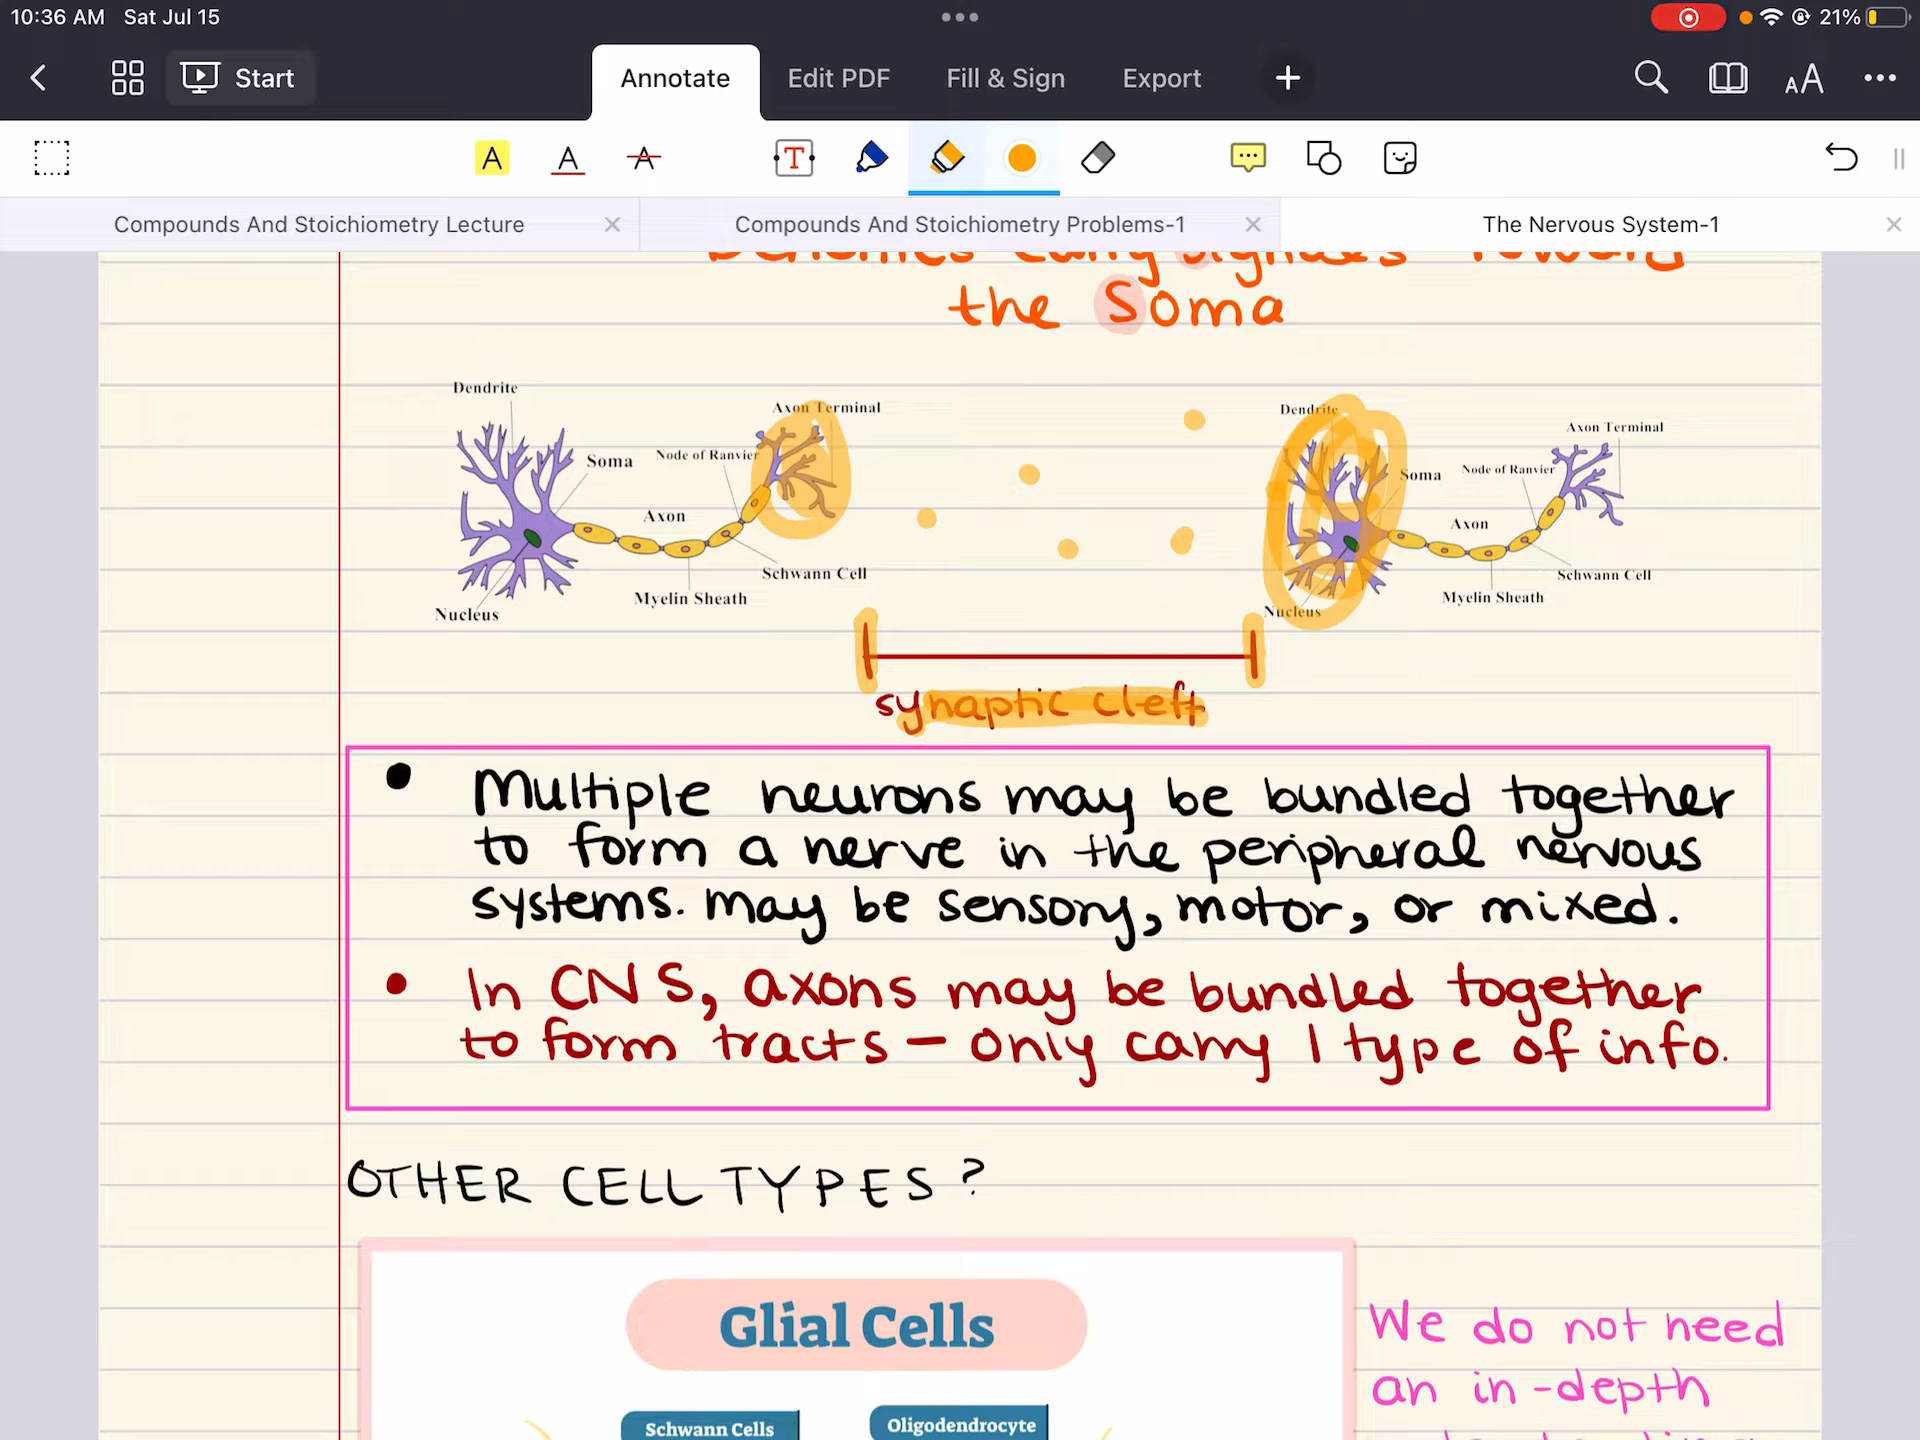 10:36 AM Sat Jul 15
21%
Start
Annotate
Edit PDF
Fill & Sign
Export
Compounds And Stoichiometry Lecture
Compounds And Stoichiometry Problems-1
The Nervous System-1
Dendrites carry signals toward
the Soma
Dendrite
Axon Terminal
Soma
Node of Ranvier
Axon
Schwann Cell
Myelin Sheath
Nucleus
Dendrite
Axon Terminal
Soma
Node of Ranvier
Axon
Schwann Cell
Myelin Sheath
Nucleus
synaptic cleft
• Multiple neurons may be bundled together
to form a nerve in the peripheral nervous
systems. may be sensory, motor, or mixed.
• In CNS, axons may be bundled together
to form tracts – only carry 1 type of info.
OTHER CELL TYPES?
Glial Cells
Schwann Cells
Oligodendrocyte
We do not need
an in-depth